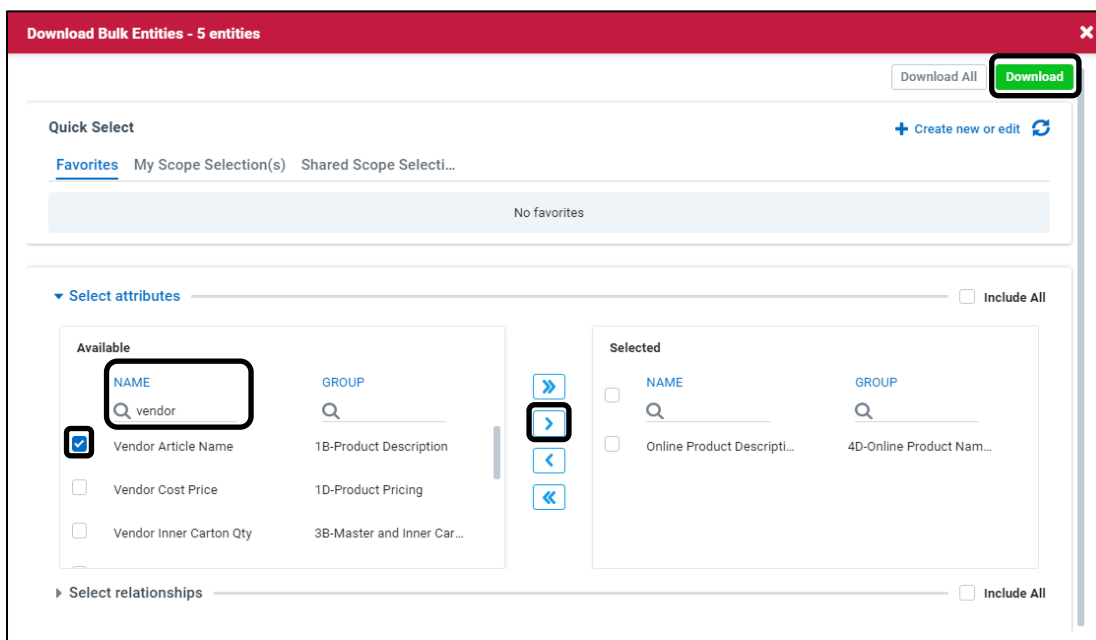 Download Bulk Entities - 5 entities
Download All Download
Quick Select
Create new or edit
Favorites My Scope Selection(s) Shared Scope Selecti...
No favorites
Select attributes
Include All
Available
NAME GROUP
vendor
Vendor Article Name 1B-Product Description
Vendor Cost Price 1D-Product Pricing
Vendor Inner Carton Qty 3B-Master and Inner Car...
Selected
NAME GROUP
Online Product Descripti... 4D-Online Product Nam...
Select relationships
Include All